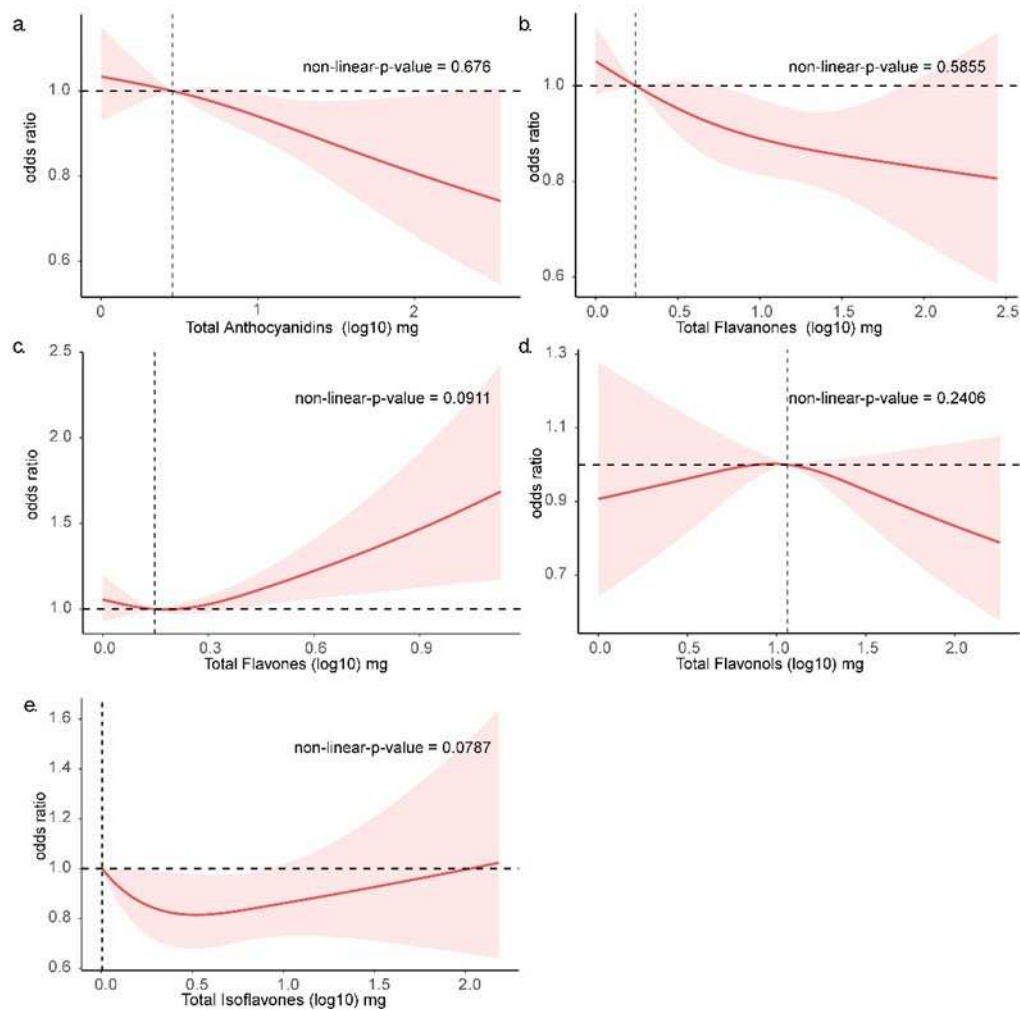 a.
non-linear-p-value = 0.676
odds ratio
1.0
0.8
0.6
0
1
2
Total Anthocyanidins (log10) mg
b.
non-linear-p-value = 0.5855
odds ratio
1.0
0.8
0.6
0.0
0.5
1.0
1.5
2.0
2.5
Total Flavanones (log10) mg
c.
non-linear-p-value = 0.0911
odds ratio
2.5
2.0
1.5
1.0
0.0
0.3
0.6
0.9
Total Flavones (log10) mg
d.
non-linear-p-value = 0.2406
odds ratio
1.3
1.1
0.9
0.7
0.0
0.5
1.0
1.5
2.0
Total Flavonols (log10) mg
e.
non-linear-p-value = 0.0787
odds ratio
1.6
1.4
1.2
1.0
0.8
0.6
0.0
0.5
1.0
1.5
2.0
Total Isoflavones (log10) mg